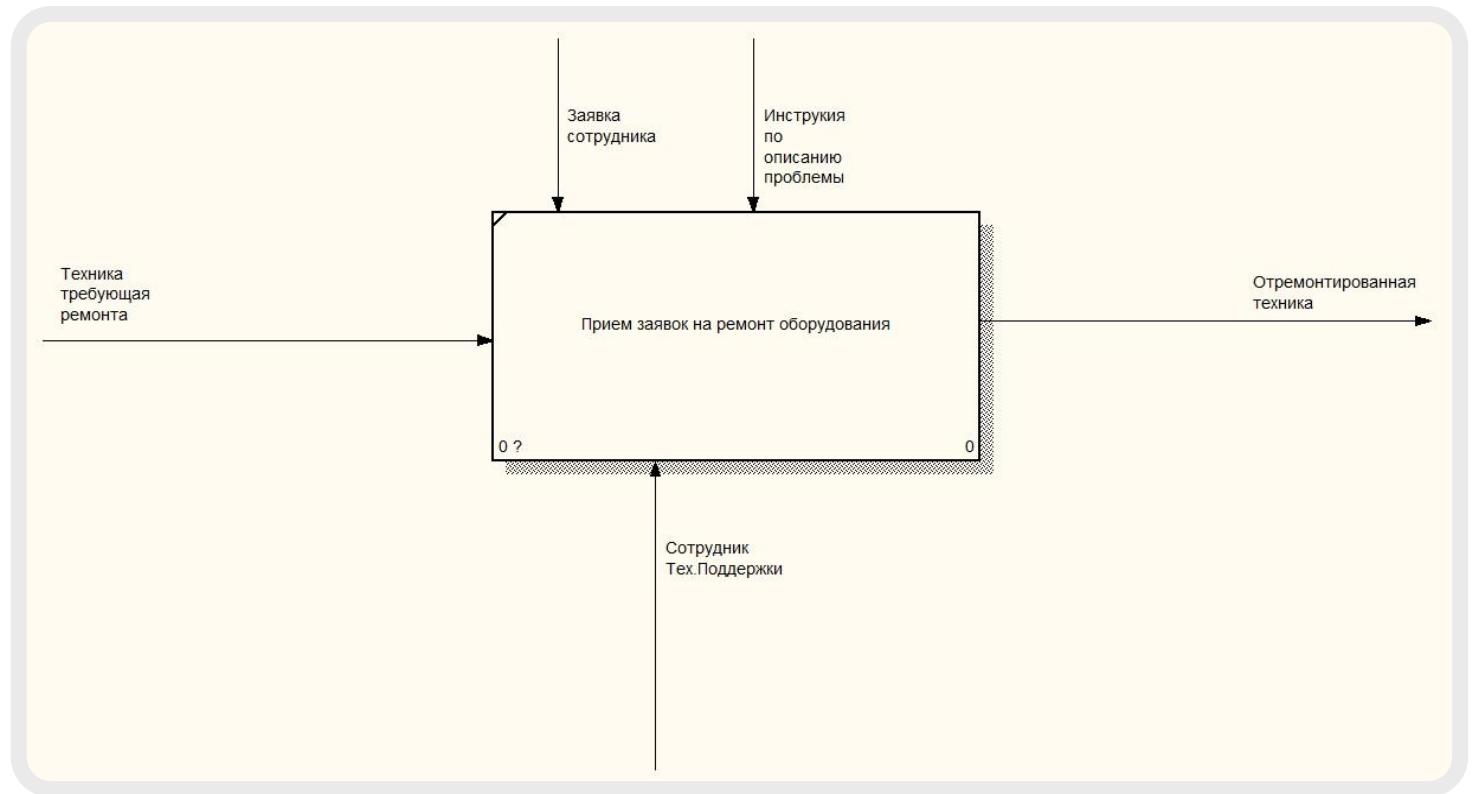 Заявка
сотрудника
Инструкия
по
описанию
проблемы
Техника
требующая
ремонта
Прием заявок на ремонт оборудования
Отремонтированная
техника
0 ?
0
Сотрудник
Тех.Поддержки